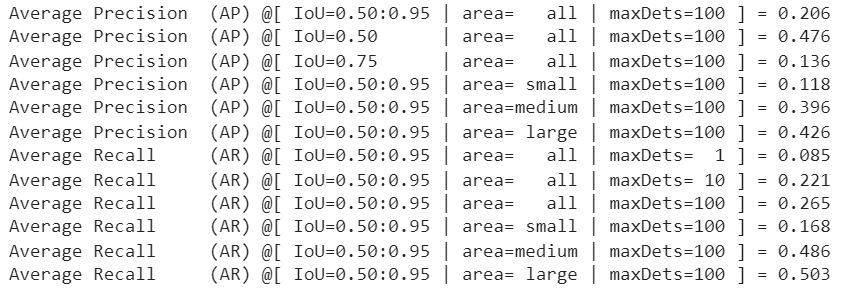 Average Precision  (AP) @[ IoU=0.50:0.95 | area=   all | maxDets=100 ] = 0.206
Average Precision  (AP) @[ IoU=0.50      | area=   all | maxDets=100 ] = 0.476
Average Precision  (AP) @[ IoU=0.75      | area=   all | maxDets=100 ] = 0.136
Average Precision  (AP) @[ IoU=0.50:0.95 | area= small | maxDets=100 ] = 0.118
Average Precision  (AP) @[ IoU=0.50:0.95 | area=medium | maxDets=100 ] = 0.396
Average Precision  (AP) @[ IoU=0.50:0.95 | area= large | maxDets=100 ] = 0.426
Average Recall     (AR) @[ IoU=0.50:0.95 | area=   all | maxDets=  1 ] = 0.085
Average Recall     (AR) @[ IoU=0.50:0.95 | area=   all | maxDets= 10 ] = 0.221
Average Recall     (AR) @[ IoU=0.50:0.95 | area=   all | maxDets=100 ] = 0.265
Average Recall     (AR) @[ IoU=0.50:0.95 | area= small | maxDets=100 ] = 0.168
Average Recall     (AR) @[ IoU=0.50:0.95 | area=medium | maxDets=100 ] = 0.486
Average Recall     (AR) @[ IoU=0.50:0.95 | area= large | maxDets=100 ] = 0.503